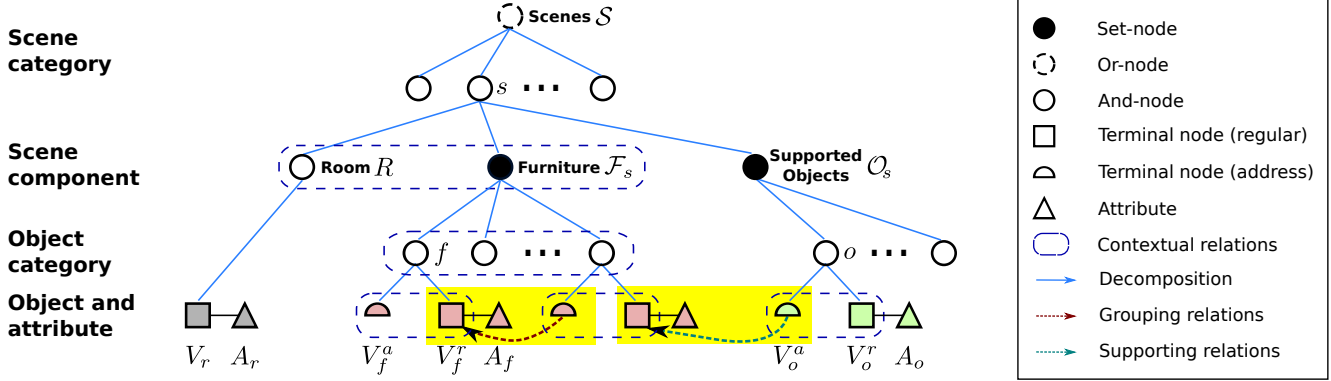 Scene
category
Scenes S
s ...
Scene
component
Room R
Furniture F_s
Supported
Objects O_s
Object
category
f ...
o ...
Object and
attribute
V_r A_r V_f^a V_f^r A_f V_o^a V_o^r A_o
Set-node
Or-node
And-node
Terminal node (regular)
Terminal node (address)
Attribute
Contextual relations
Decomposition
Grouping relations
Supporting relations